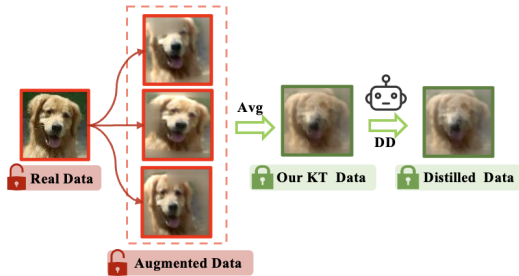 Avg
DD
Real Data
Our KT Data
Distilled Data
Augmented Data